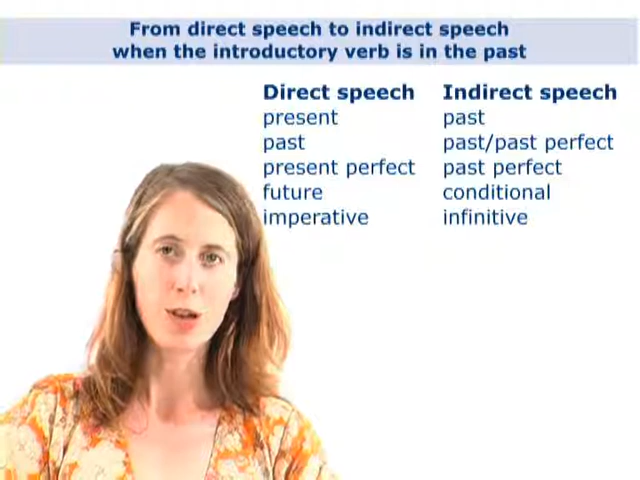 From direct speech to indirect speech
when the introductory verb is in the past
Direct speech Indirect speech
present past
past past/past perfect
present perfect past perfect
future conditional
imperative infinitive